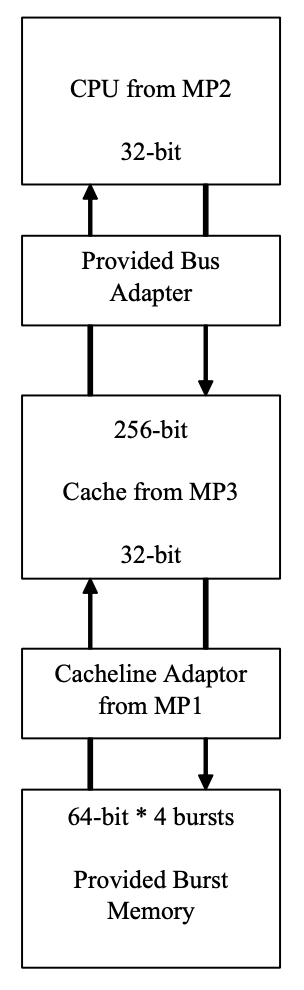 CPU from MP2
32-bit
Provided Bus
Adapter
256-bit
Cache from MP3
32-bit
Cacheline Adaptor
from MP1
64-bit * 4 bursts
Provided Burst
Memory